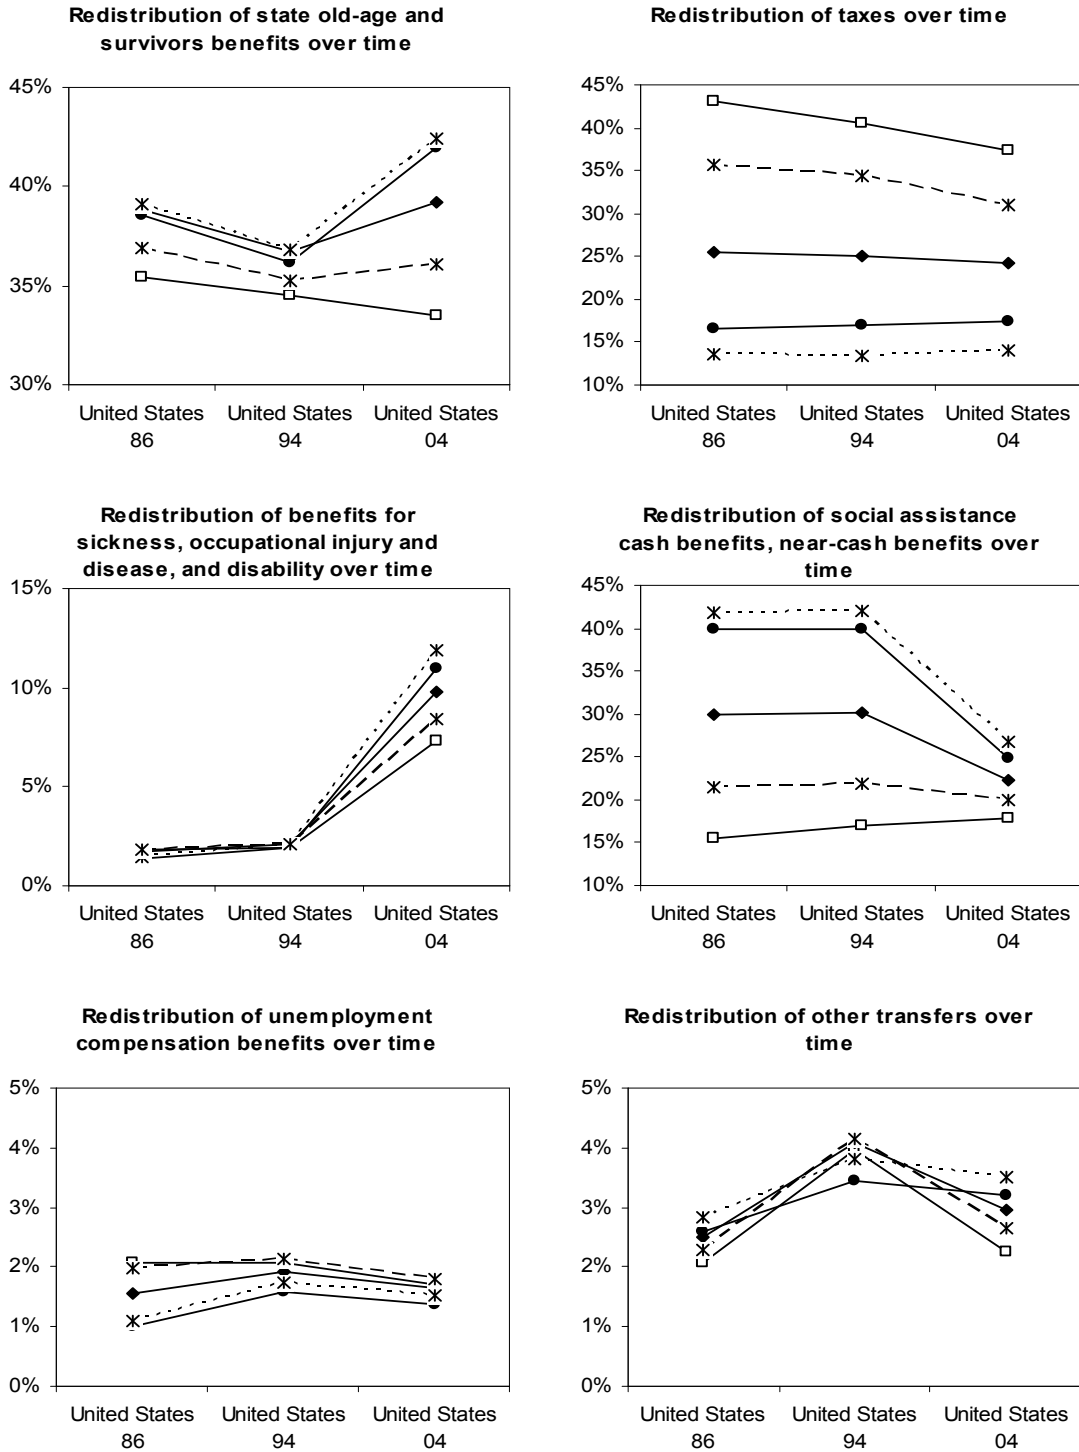 Redistribution of state old-age and
survivors benefits over time
45%
40%
35%
30%
United States United States United States
86 94 04
Redistribution of taxes over time
45%
40%
35%
30%
25%
20%
15%
10%
United States United States United States
86 94 04
Redistribution of benefits for
sickness, occupational injury and
disease, and disability over time
15%
10%
5%
0%
United States United States United States
86 94 04
Redistribution of social assistance
cash benefits, near-cash benefits over
time
45%
40%
35%
30%
25%
20%
15%
10%
United States United States United States
86 94 04
Redistribution of unemployment
compensation benefits over time
5%
4%
3%
2%
1%
0%
United States United States United States
86 94 04
Redistribution of other transfers over
time
5%
4%
3%
2%
1%
0%
United States United States United States
86 94 04